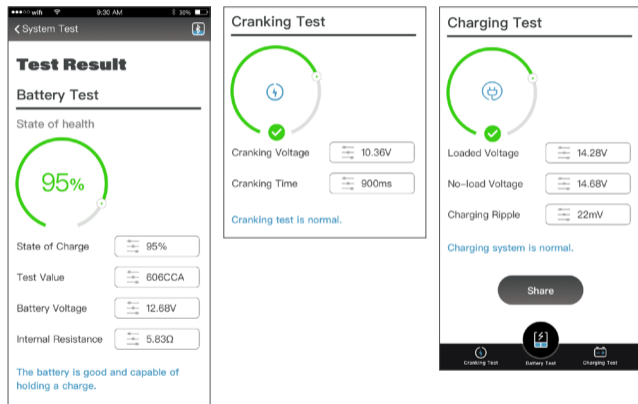 wifi 9:30 AM 30%
System Test
Test Result
Battery Test
State of health
95%
State of Charge 95%
Test Value 606CCA
Battery Voltage 12.68V
Internal Resistance 5.83Ω
The battery is good and capable of
holding a charge.
Cranking Test
Cranking Voltage 10.36V
Cranking Time 900ms
Cranking test is normal.
Charging Test
Loaded Voltage 14.28V
No-load Voltage 14.68V
Charging Ripple 22mV
Charging system is normal.
Share
Cranking Test Battery Test Charging Test